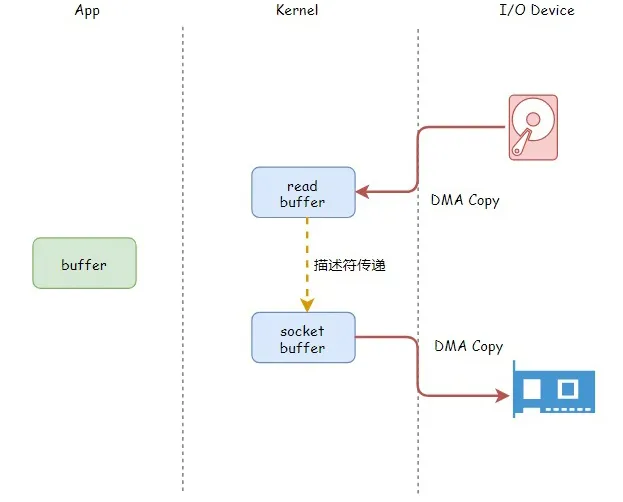 App
Kernel
I/O Device
read
buffer
DMA Copy
buffer
描述符传递
socket
buffer
DMA Copy